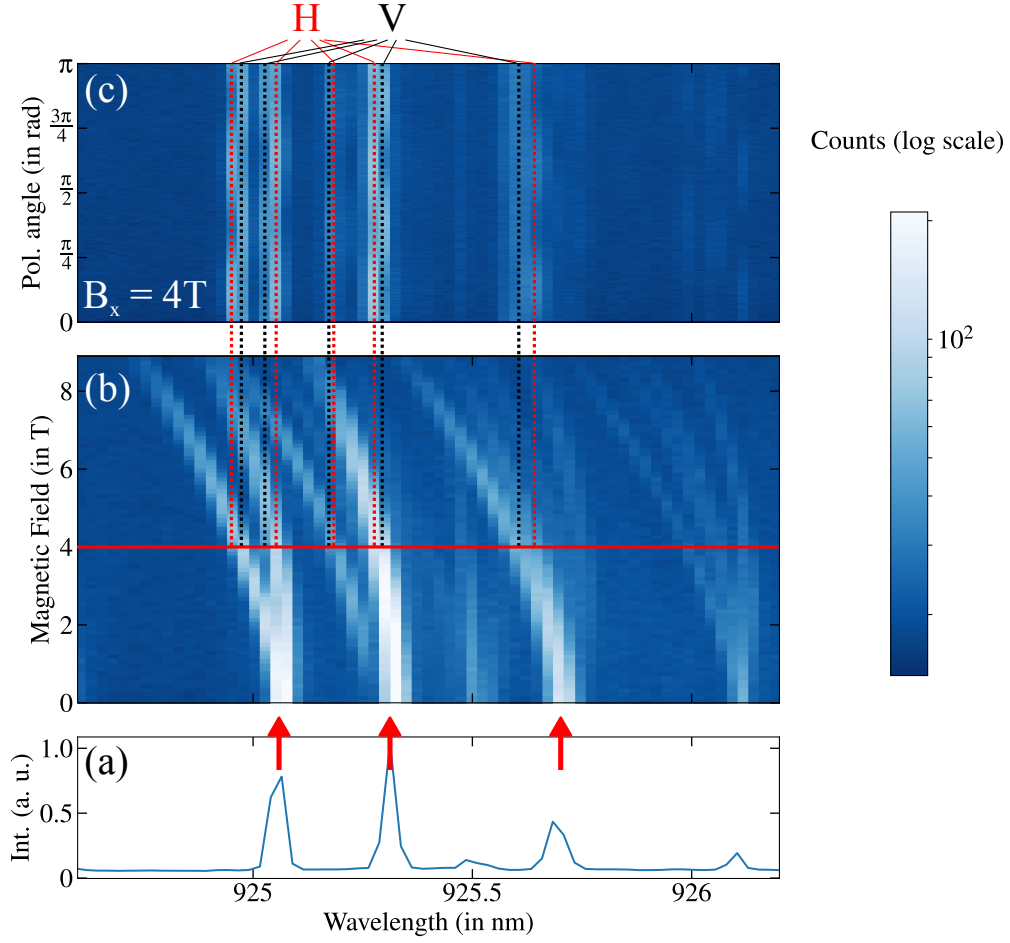 H V
(c)
π
3π/4
π/2
π/4
0
Pol. angle (in rad)
Bx = 4T
Counts (log scale)
10²
(b)
8
6
4
2
0
Magnetic Field (in T)
(a)
1.0
0.5
0
Int. (a. u.)
925 925.5 926
Wavelength (in nm)